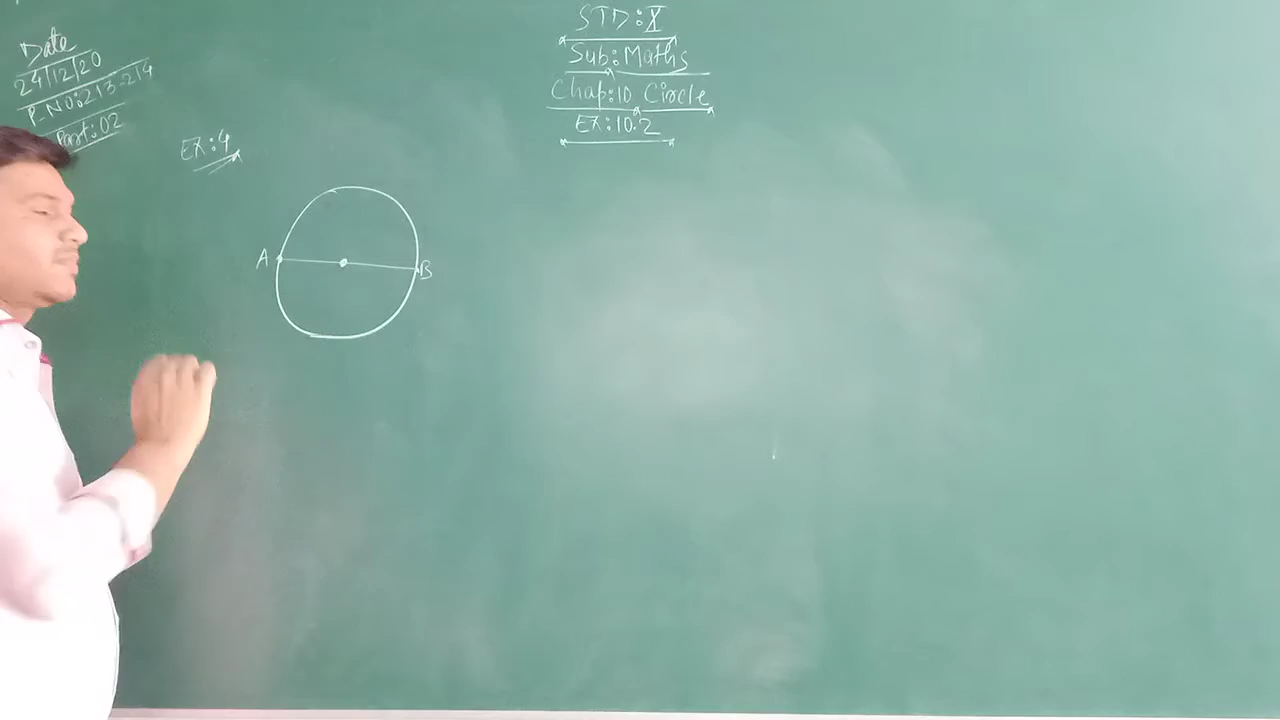 Date
24/12/20
P.NO:213-214
Part:02
STD:X
Sub:Maths
Chap:10 Circle
EX:10.2
EX:4
A
B